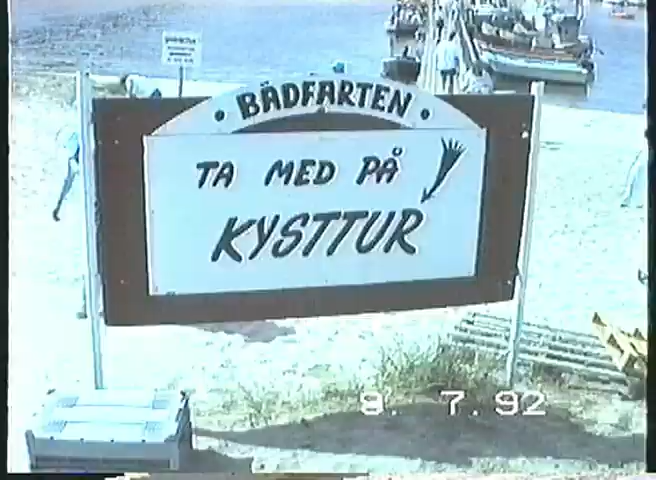 • BÅDFARTEN •
TA MED PÅ
KYSTTUR
9. 7.92